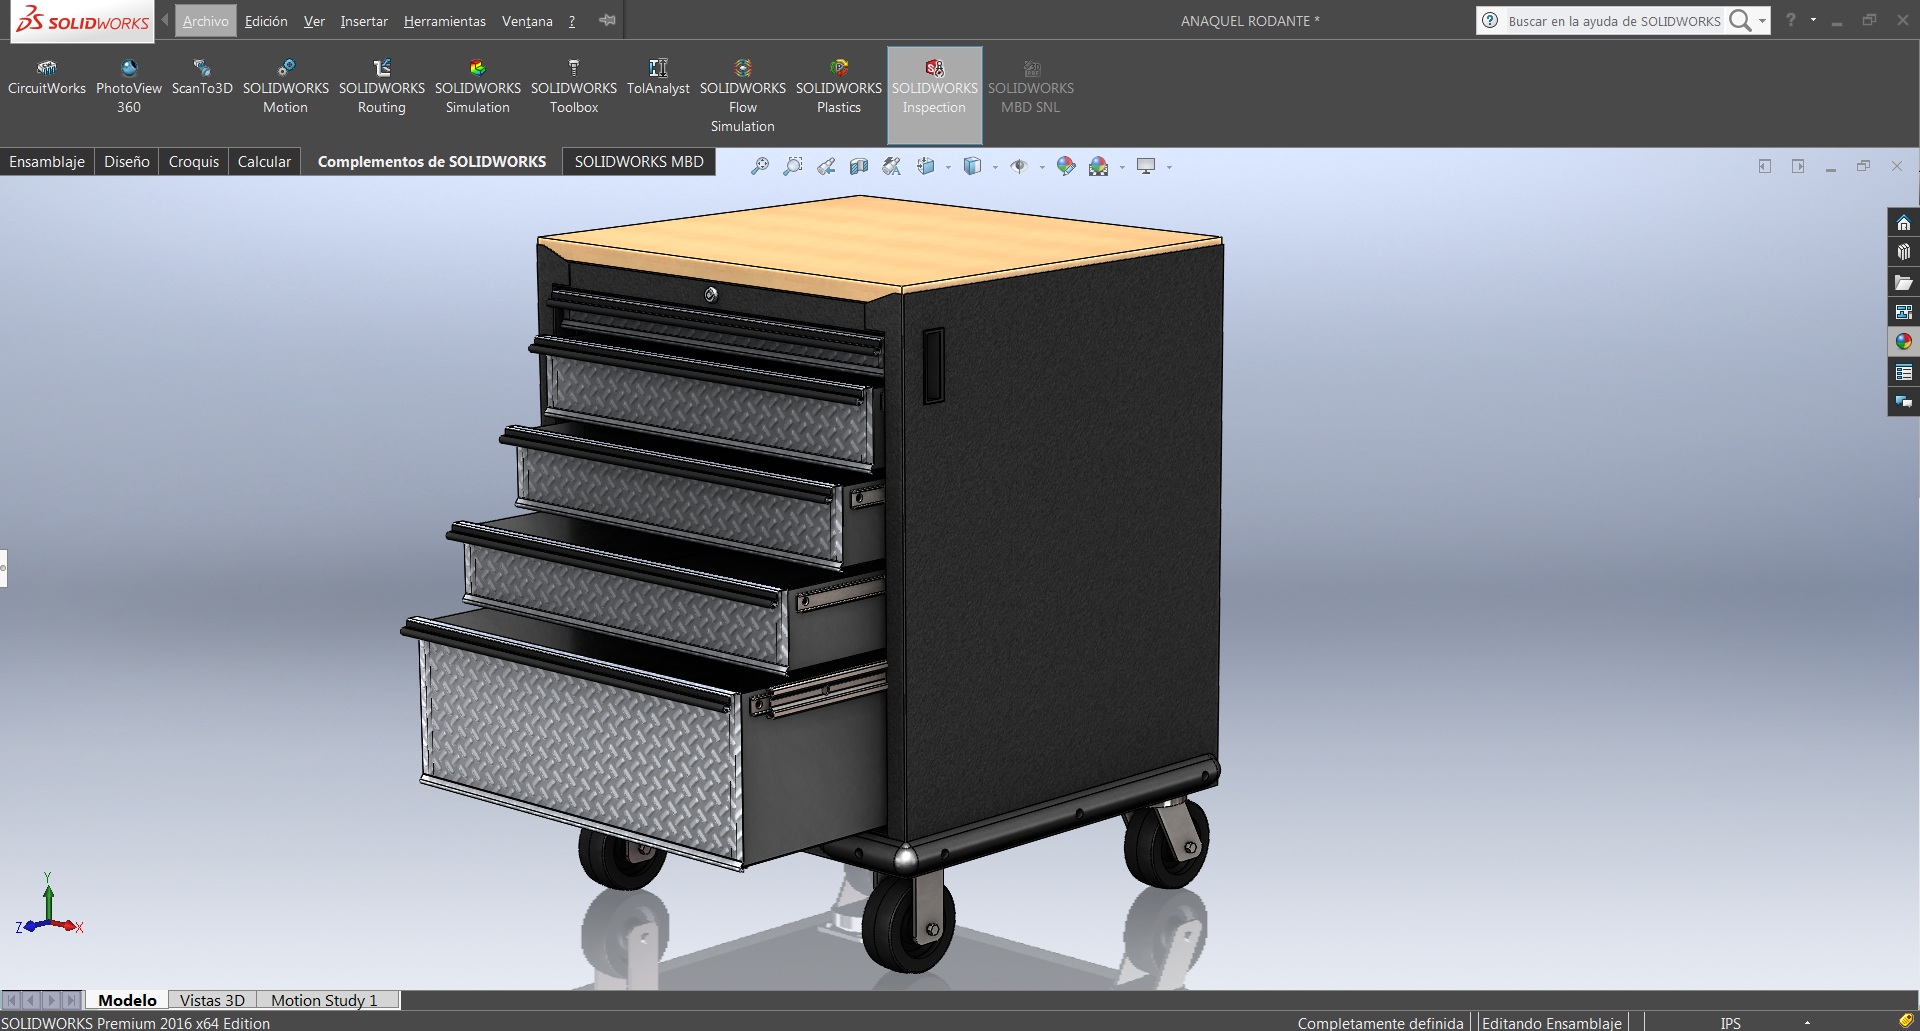 SOLIDWORKS
Archivo Edición Ver Insertar Herramientas Ventana ?
ANAQUEL RODANTE *
Buscar en la ayuda de SOLIDWORKS
?
CircuitWorks
PhotoView
360
ScanTo3D
SOLIDWORKS
Motion
SOLIDWORKS
Routing
SOLIDWORKS
Simulation
SOLIDWORKS
Toolbox
TolAnalyst
SOLIDWORKS
Flow
Simulation
SOLIDWORKS
Plastics
SOLIDWORKS
Inspection
SOLIDWORKS
MBD SNL
Ensamblaje Diseño Croquis Calcular Complementos de SOLIDWORKS SOLIDWORKS MBD
Y
Z X
Modelo Vistas 3D Motion Study 1
SOLIDWORKS Premium 2016 x64 Edition Completamente definida Editando Ensamblaje IPS